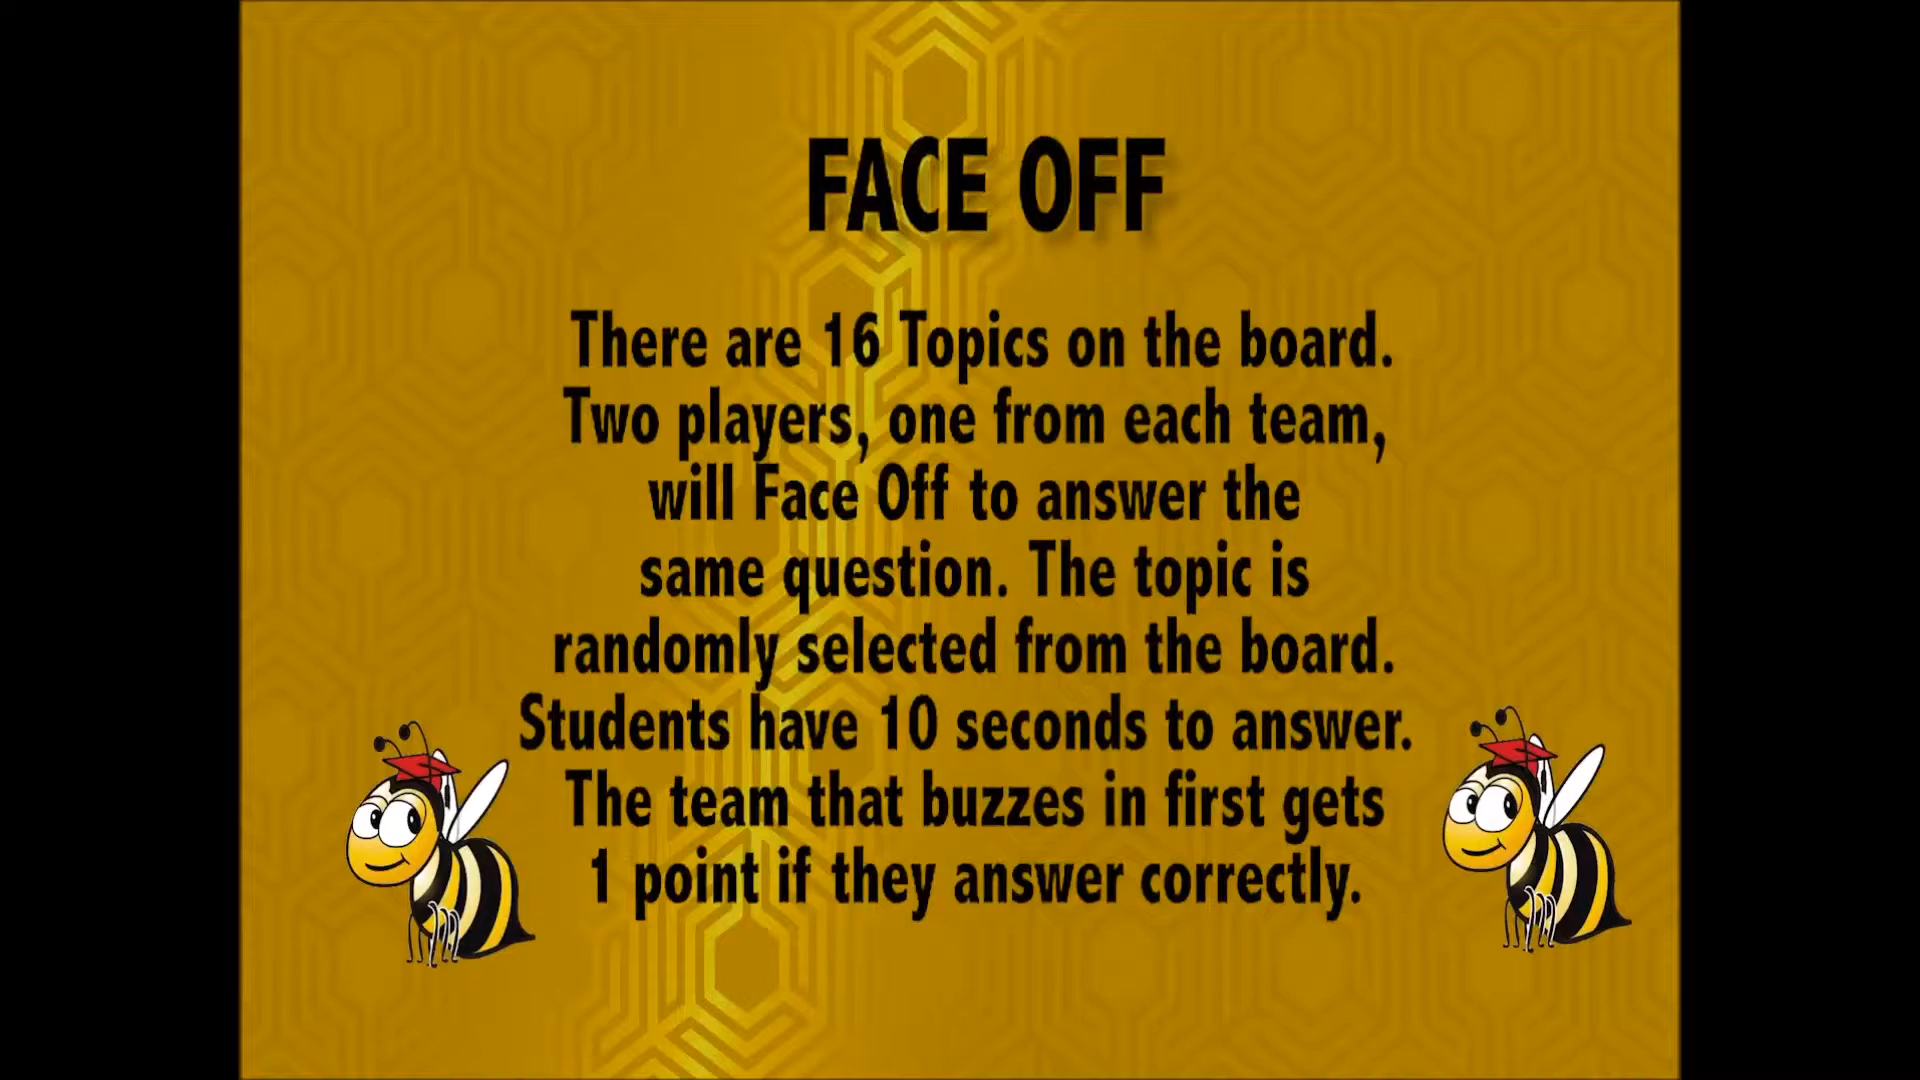 FACE OFF
There are 16 Topics on the board.
Two players, one from each team,
will Face Off to answer the
same question. The topic is
randomly selected from the board.
Students have 10 seconds to answer.
The team that buzzes in first gets
1 point if they answer correctly.